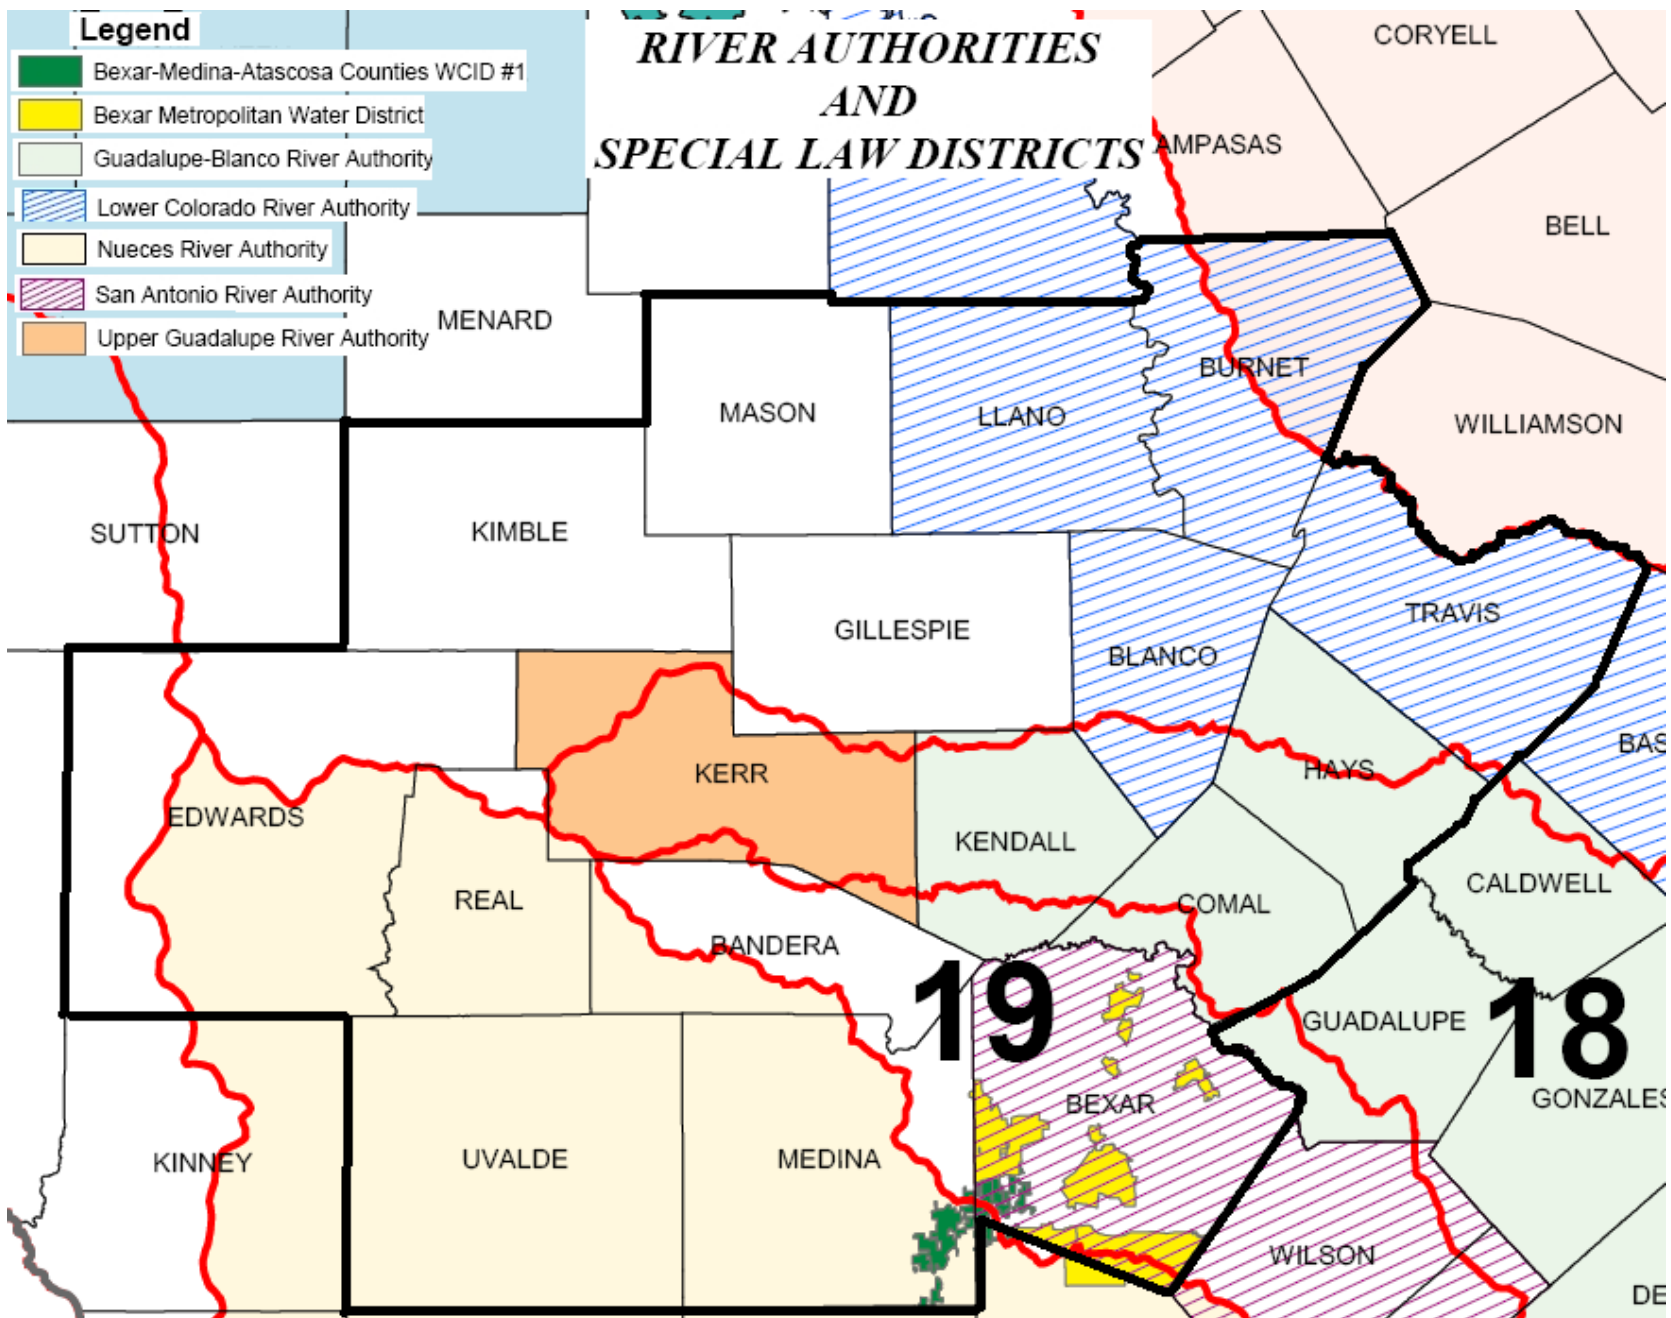 Legend
Bexar-Medina-Atascosa Counties WCID #1
Bexar Metropolitan Water District
Guadalupe-Blanco River Authority
Lower Colorado River Authority
Nueces River Authority
San Antonio River Authority
Upper Guadalupe River Authority
RIVER AUTHORITIES
AND
SPECIAL LAW DISTRICTS
CORYELL
AMPASAS
BELL
MENARD
BURNET
MASON
LLANO
WILLIAMSON
SUTTON
KIMBLE
TRAVIS
GILLESPIE
BLANCO
BAS
HAYS
KERR
EDWARDS
KENDALL
CALDWELL
REAL
COMAL
BANDERA
19
18
GUADALUPE
GONZALES
BEXAR
KINNEY
UVALDE
MEDINA
WILSON
DE